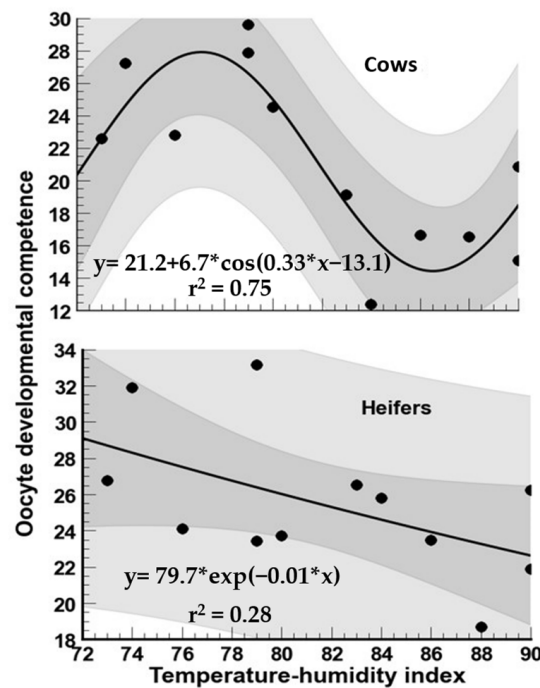 Oocyte developmental competence
30
28
26
24
22
20
18
16
14
12
Cows
y= 21.2+6.7*cos(0.33*x−13.1)
r² = 0.75
34
32
30
28
26
24
22
20
18
Heifers
y= 79.7*exp(−0.01*x)
r² = 0.28
72 74 76 78 80 82 84 86 88 90
Temperature-humidity index